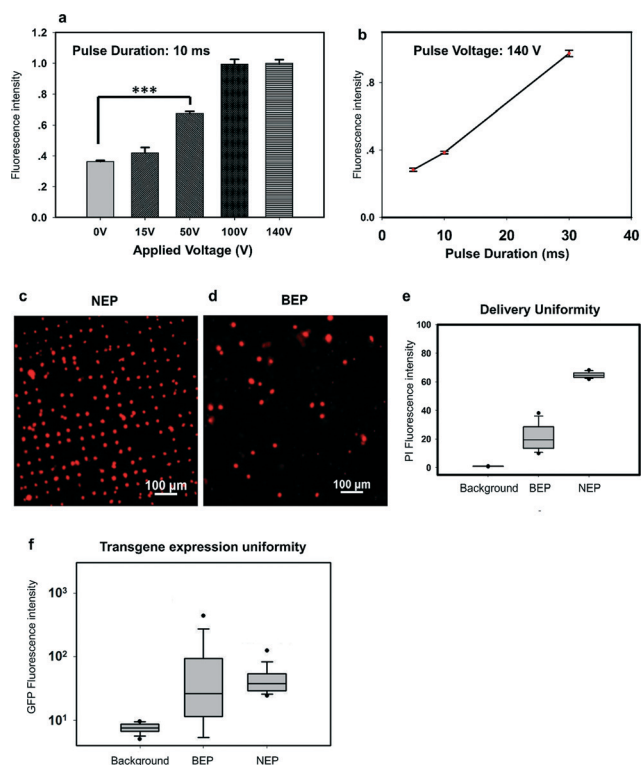 a
Pulse Duration: 10 ms
***
Fluorescence intensity
1.2
1.0
.8
.6
.4
.2
0.0
0V 15V 50V 100V 140V
Applied Voltage (V)
b
Pulse Voltage: 140 V
Fluorescence intensity
.8
.4
0.0
0 10 20 30 40
Pulse Duration (ms)
c
NEP
100 µm
d
BEP
100 µm
e
Delivery Uniformity
PI Fluorescence intensity
100
80
60
40
20
0
Background BEP NEP
f
Transgene expression uniformity
GFP Fluorescence intensity
10³
10²
10¹
Background BEP NEP